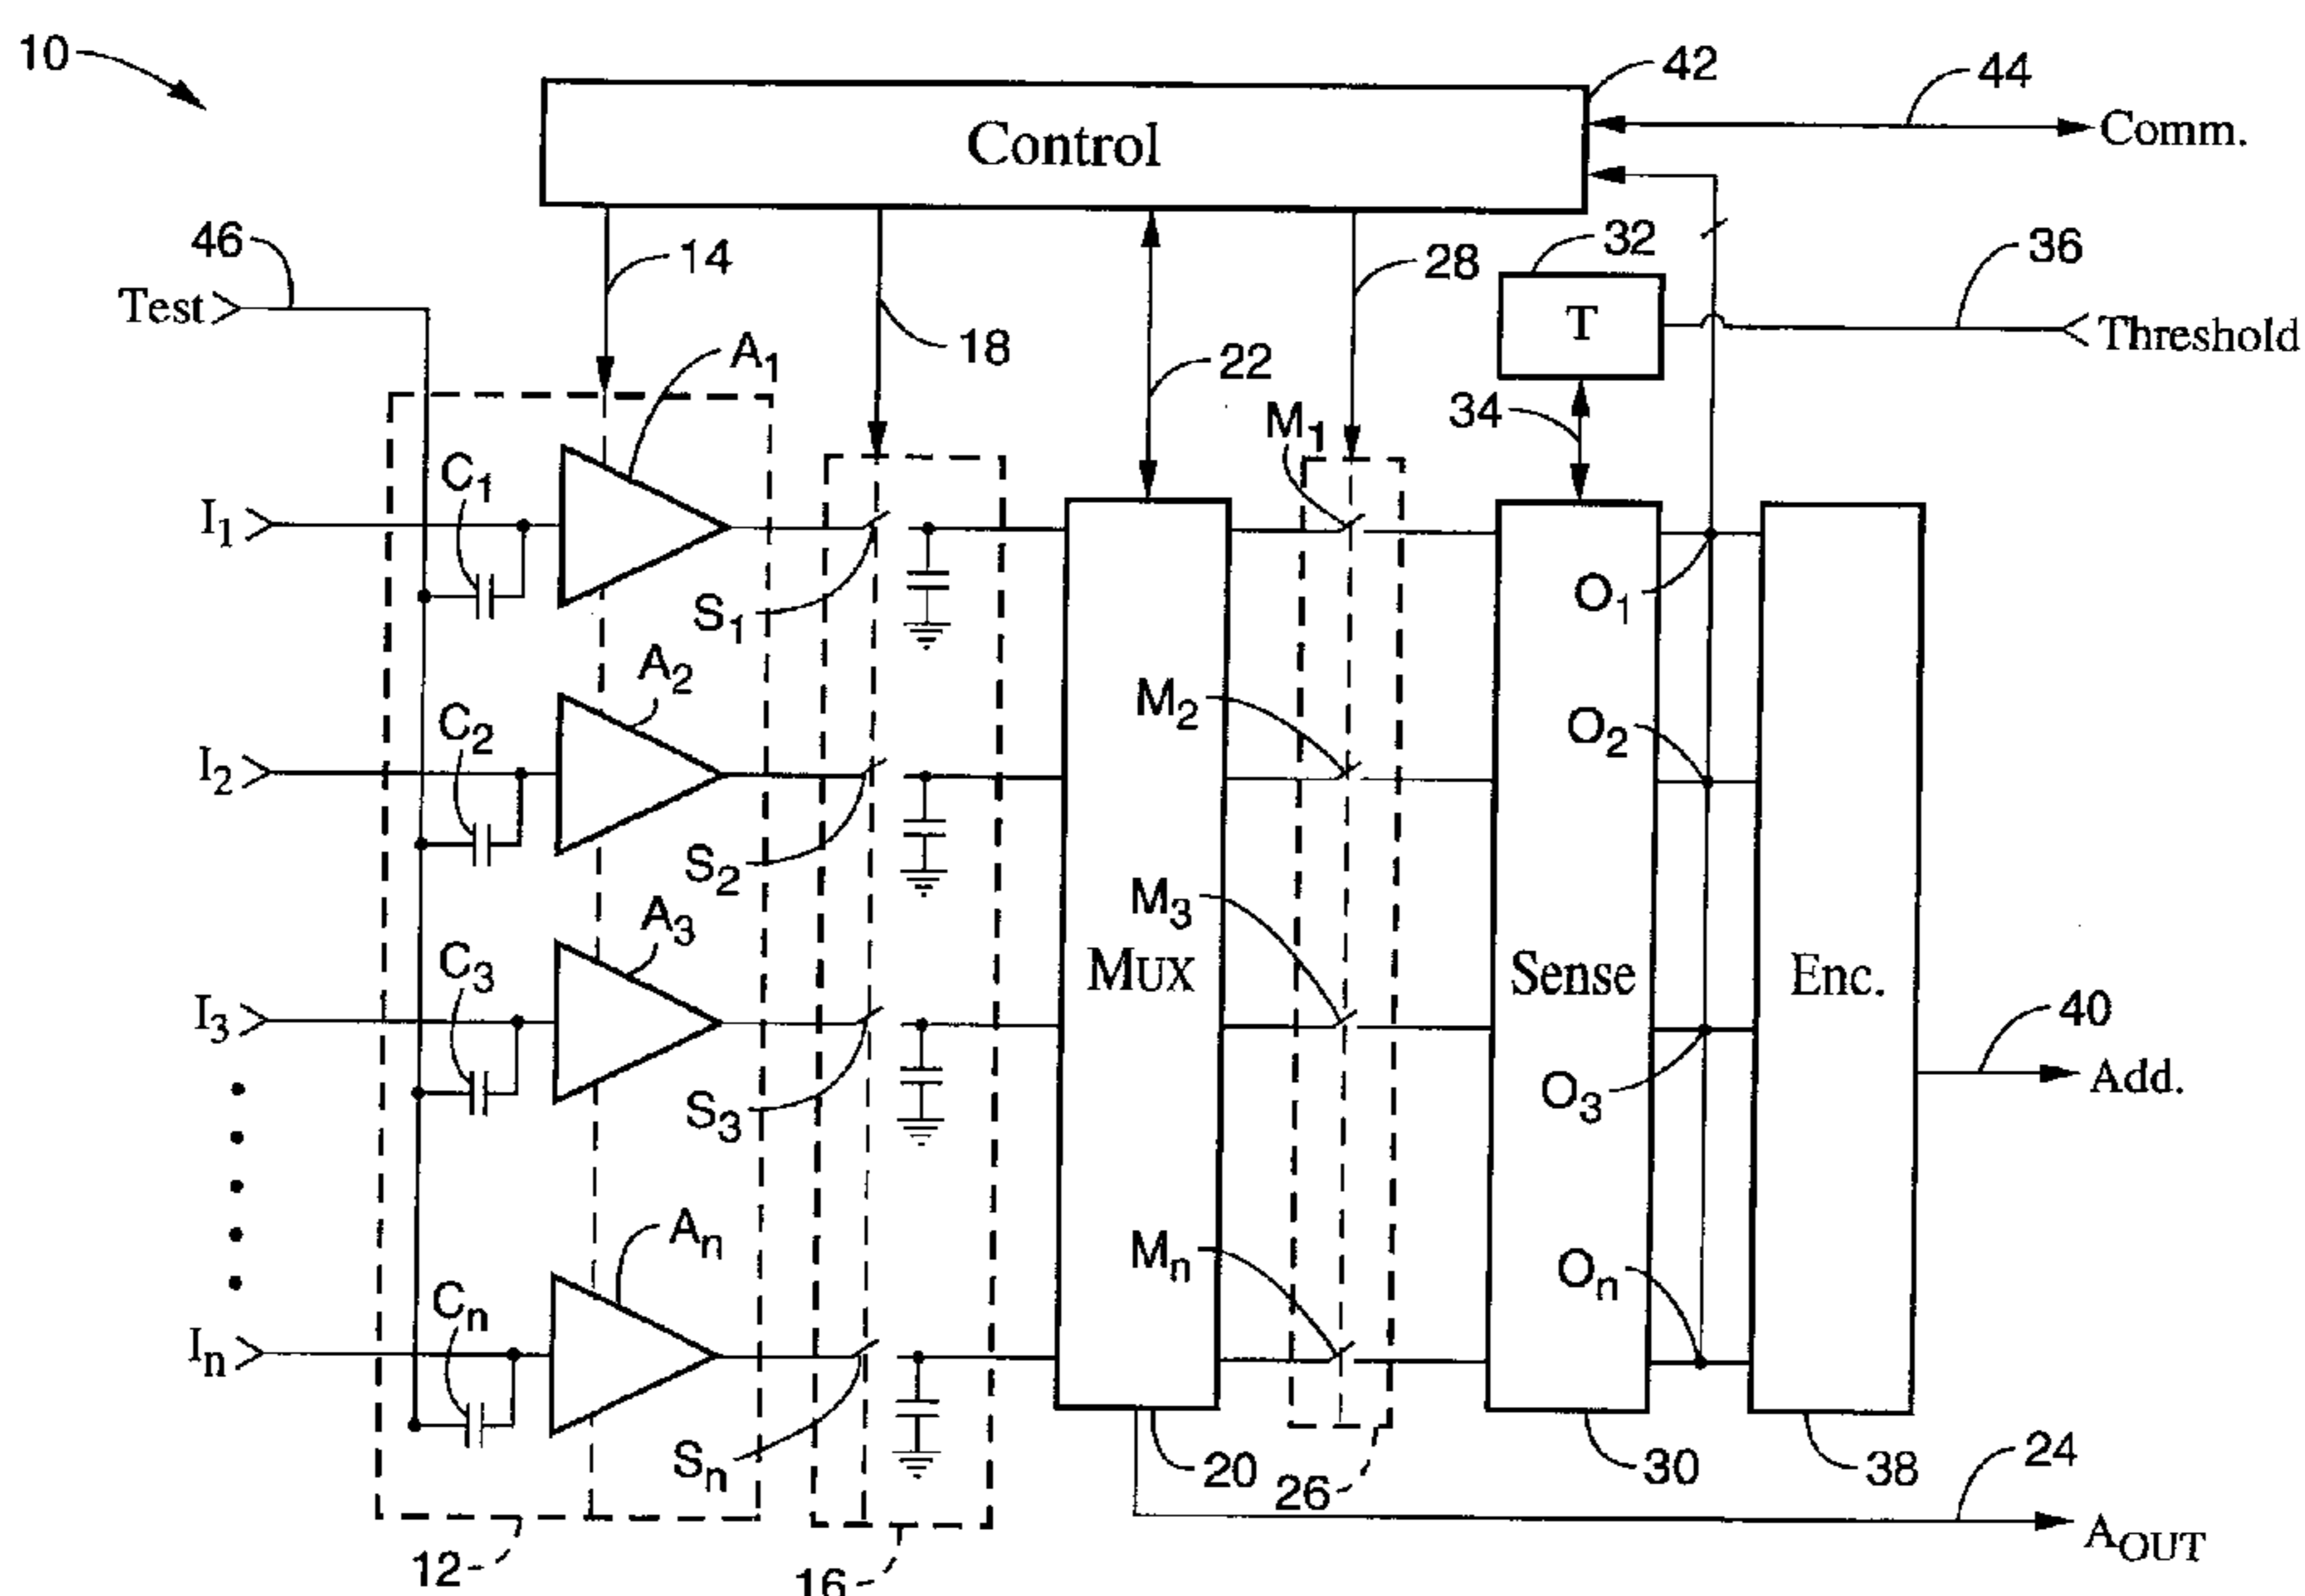 10
42
44
Control
Comm.
46
14
28
32
36
Test
18
T
Threshold
A1
22
34
M1
C1
I1
S1
O1
A2
M2
C2
O2
I2
S2
A3
M3
C3
MUX
Sense
Enc.
I3
40
S3
O3
Add.
An
Mn
On
Cn
In
Sn
20
26
30
38
24
12
16
AOUT